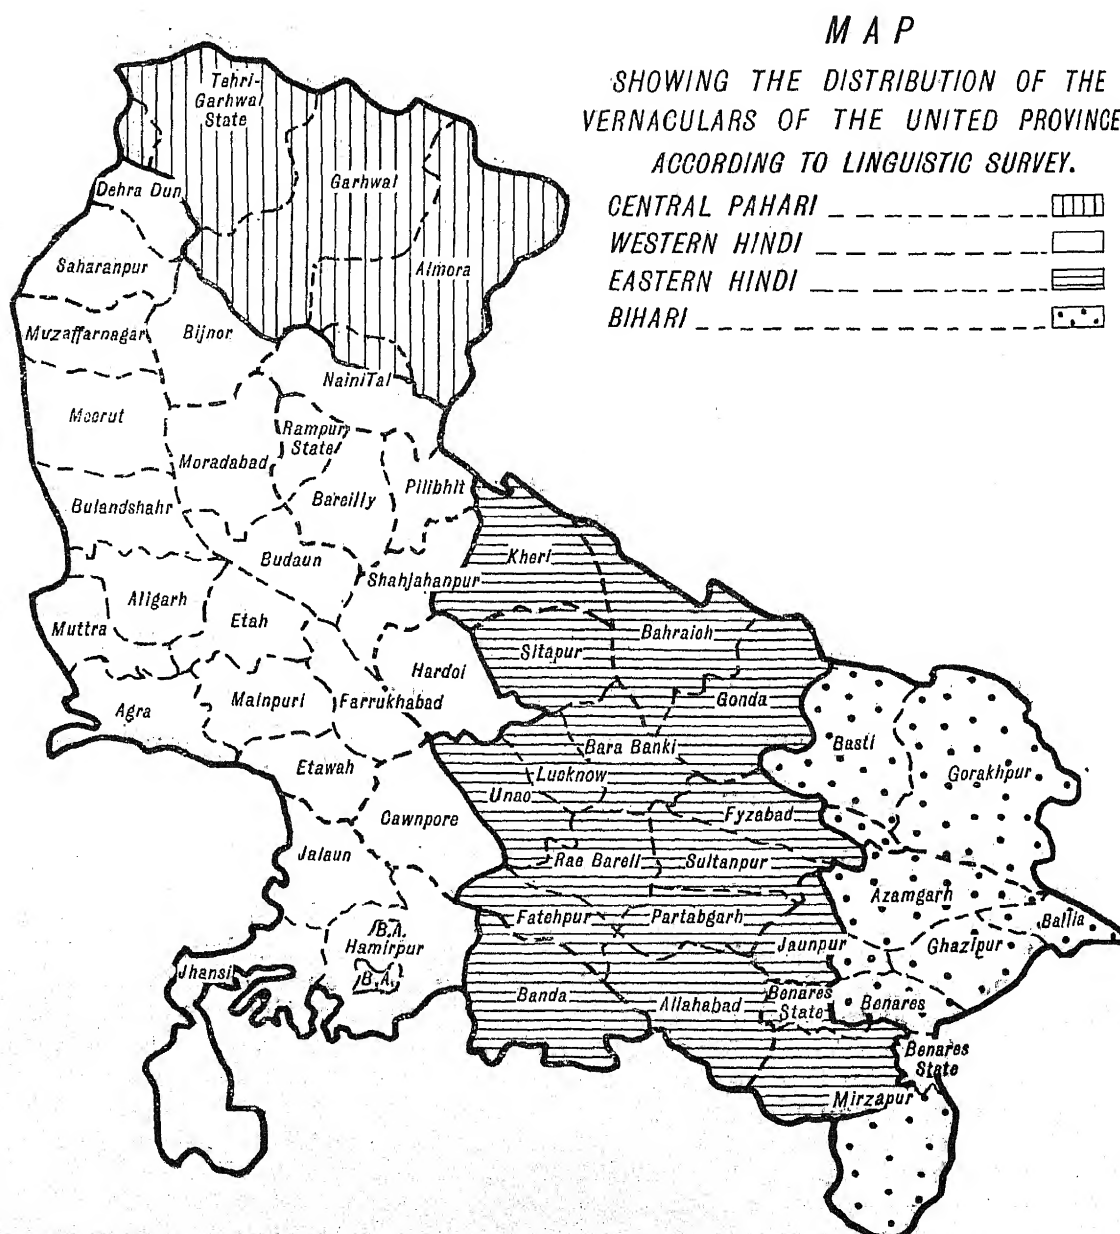 MAP
SHOWING THE DISTRIBUTION OF THE
VERNACULARS OF THE UNITED PROVINCE
ACCORDING TO LINGUISTIC SURVEY.
CENTRAL PAHARI
WESTERN HINDI
EASTERN HINDI
BIHARI
Tehri-
Garhwal
State
Garhwal
Dehra Dun
Almora
Saharanpur
Muzaffarnagar
Bijnor
NainiTal
Meerut
Rampur
State
Moradabad
Bareilly
Pilibhit
Bulandshahr
Budaun
Kheri
Shahjahanpur
Aligarh
Etah
Muttra
Bahraich
Sitapur
Hardoi
Mainpuri
Farrukhabad
Gonda
Agra
Bara Banki
Basti
Etawah
Lucknow
Gorakhpur
Unao
Cawnpore
Fyzabad
Jalaun
Rae Bareli
Sultanpur
Azamgarh
Fatehpur
Partabgarh
Ballia
B.A.
Hamirpur
Jaunpur
Ghazipur
Jhansi
B.A.
Banda
Allahabad
Benares
State
Benares
Benares
State
Mirzapur